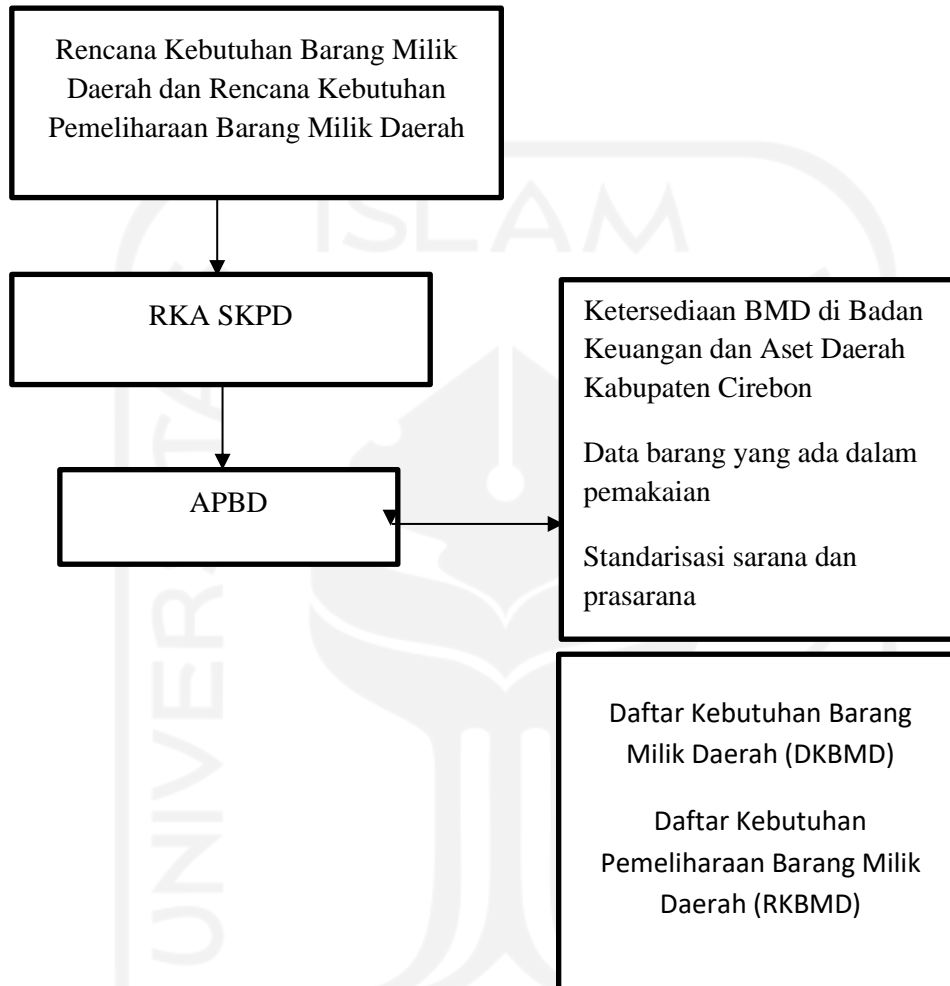 Rencana Kebutuhan Barang Milik
Daerah dan Rencana Kebutuhan
Pemeliharaan Barang Milik Daerah
RKA SKPD
APBD
Ketersediaan BMD di Badan
Keuangan dan Aset Daerah
Kabupaten Cirebon
Data barang yang ada dalam
pemakaian
Standarisasi sarana dan
prasarana
Daftar Kebutuhan Barang
Milik Daerah (DKBMD)
Daftar Kebutuhan
Pemeliharaan Barang Milik
Daerah (RKBMD)
ISLAM